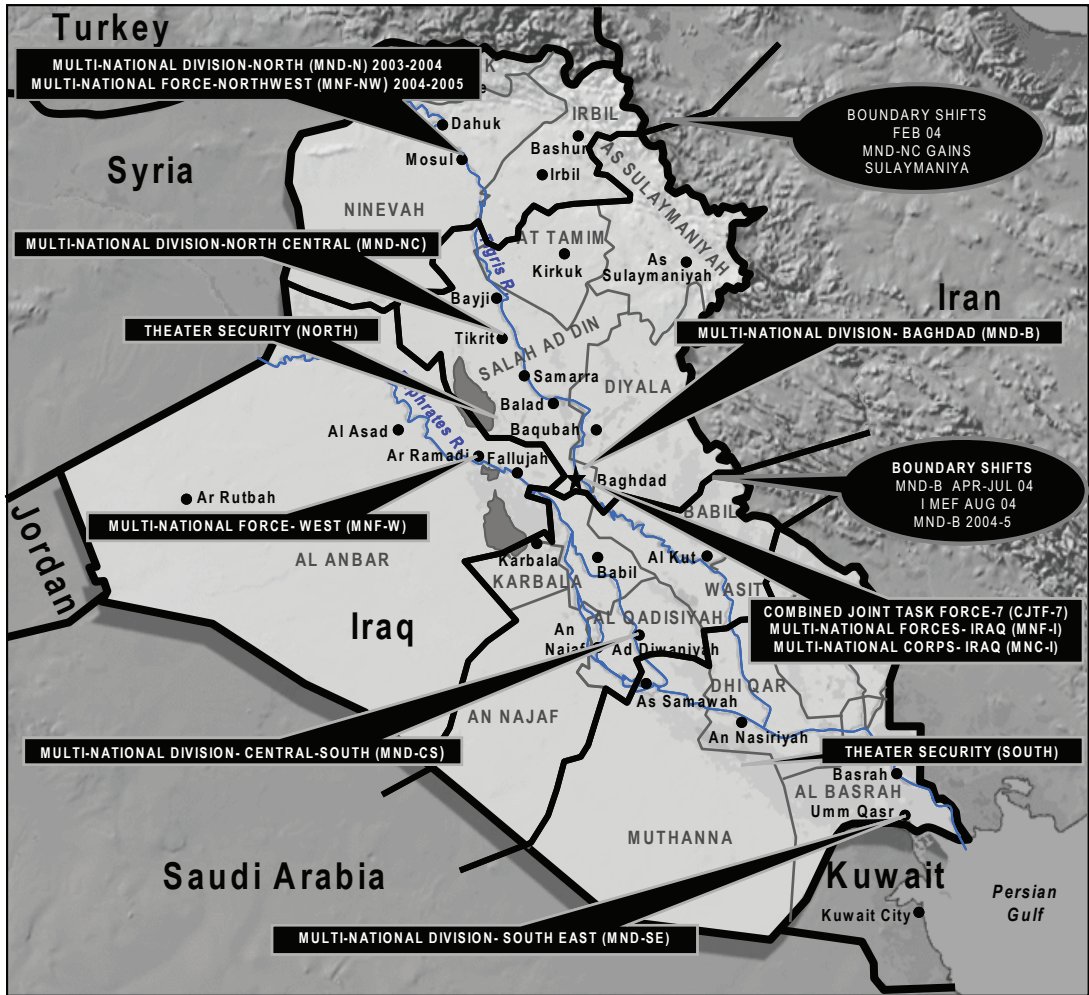 Turkey
MULTI-NATIONAL DIVISION-NORTH (MND-N) 2003-2004
MULTI-NATIONAL FORCE-NORTHWEST (MNF-NW) 2004-2005
BOUNDARY SHIFTS
FEB 04
MND-NC GAINS
SULAYMANIYA
IRBIL
Dahuk
Bashur
Mosul
Irbil
AS SULAYMANIYAH
Syria
NINEVAH
MULTI-NATIONAL DIVISION-NORTH CENTRAL (MND-NC)
Tigris R.
AT TAMIM
Kirkuk
As
Sulaymaniyah
Iran
Bayji
THEATER SECURITY (NORTH)
MULTI-NATIONAL DIVISION- BAGHDAD (MND-B)
Tikrit
SALAH AD DIN
Samarra
DIYALA
Balad
Al Asad
Baqubah
Ar Ramadi
Fallujah
Baghdad
BOUNDARY SHIFTS
MND-B APR-JUL 04
I MEF AUG 04
MND-B 2004-5
Ar Rutbah
Jordan
MULTI-NATIONAL FORCE- WEST (MNF-W)
BABIL
AL ANBAR
Karbala
KARBALA
Babil
Al Kut
WASIT
Iraq
AL QADISIYAH
An
Najaf
Ad Diwaniyah
COMBINED JOINT TASK FORCE-7 (CJTF-7)
MULTI-NATIONAL FORCES- IRAQ (MNF-I)
MULTI-NATIONAL CORPS- IRAQ (MNC-I)
DHI QAR
As Samawah
AN NAJAF
An Nasiriyah
MULTI-NATIONAL DIVISION- CENTRAL-SOUTH (MND-CS)
THEATER SECURITY (SOUTH)
Basrah
AL BASRAH
Umm Qasr
MUTHANNA
Saudi Arabia
Kuwait
Kuwait City
Persian
Gulf
MULTI-NATIONAL DIVISION- SOUTH EAST (MND-SE)